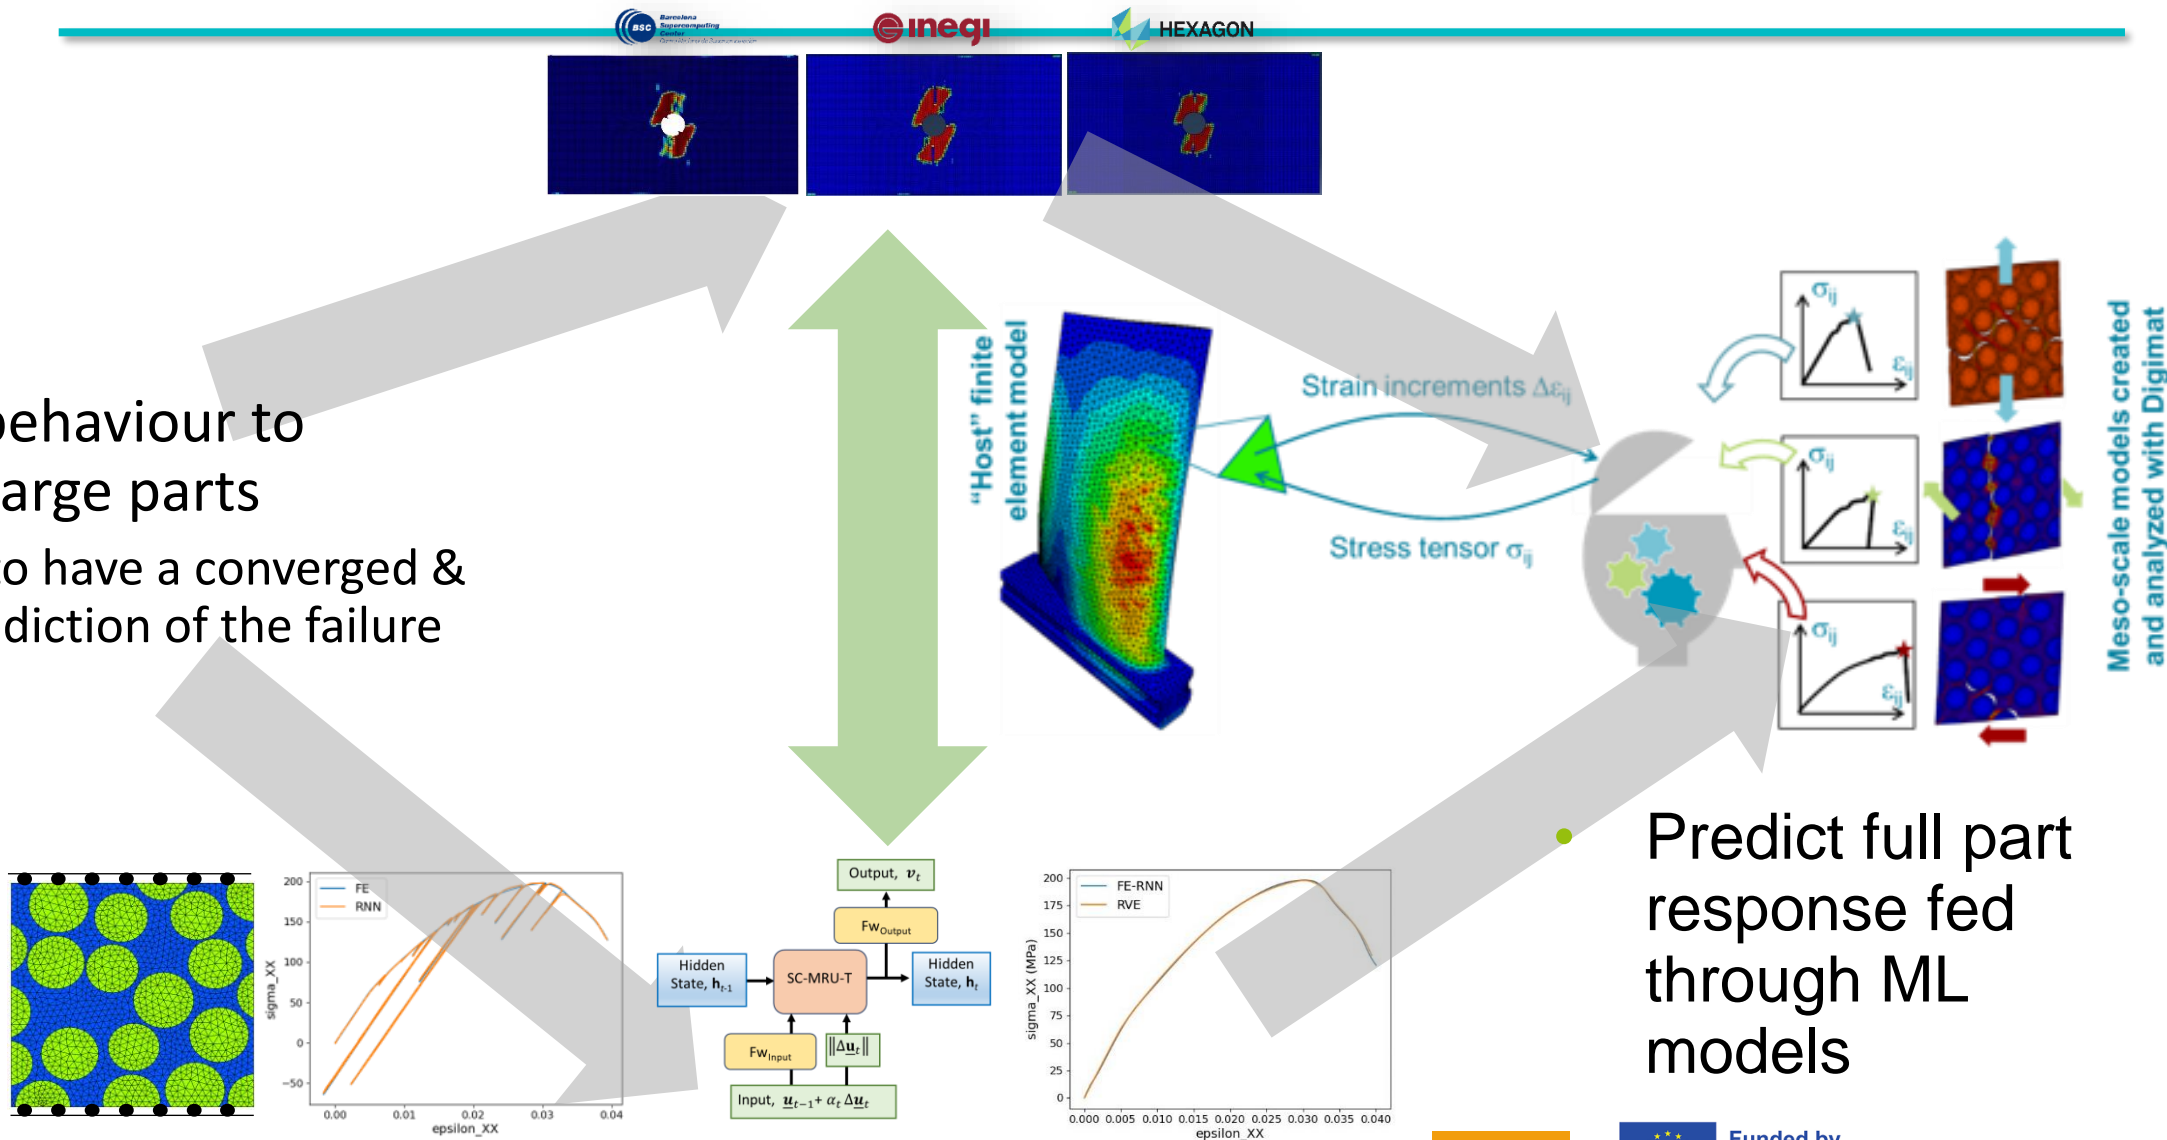 BSC Barcelona
Supercomputing
Center
inegi
HEXAGON
behaviour to
arge parts
to have a converged &
diction of the failure
"Host" finite
element model
Strain increments Δεij
Stress tensor σij
σij
εij
σij
εij
σij
εij
Meso-scale models created
and analyzed with Digimat
Predict full part
response fed
through ML
models
FE
RNN
200
150
100
50
0
−50
sigma_XX
0.00 0.01 0.02 0.03 0.04
epsilon_XX
Output, vt
FwOutput
Hidden
State, ht-1
SC-MRU-T
Hidden
State, ht
FwInput
‖Δut‖
Input, ut−1+ αt Δut
FE-RNN
RVE
200
175
150
125
100
75
50
25
0
sigma_XX (MPa)
0.000 0.005 0.010 0.015 0.020 0.025 0.030 0.035 0.040
epsilon_XX
Funded by